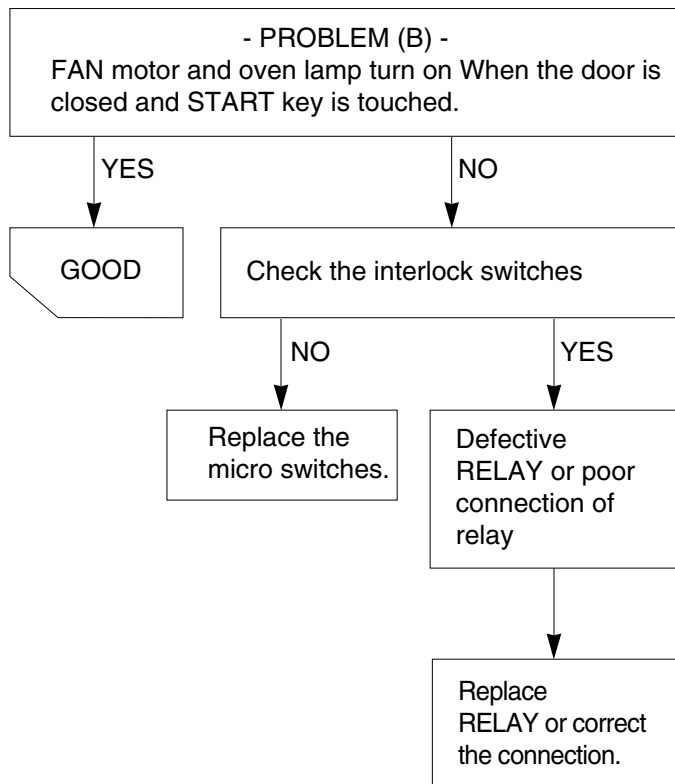 - PROBLEM (B) -
FAN motor and oven lamp turn on When the door is
closed and START key is touched.
YES
NO
GOOD
Check the interlock switches
NO
YES
Replace the
micro switches.
Defective
RELAY or poor
connection of
relay
Replace
RELAY or correct
the connection.